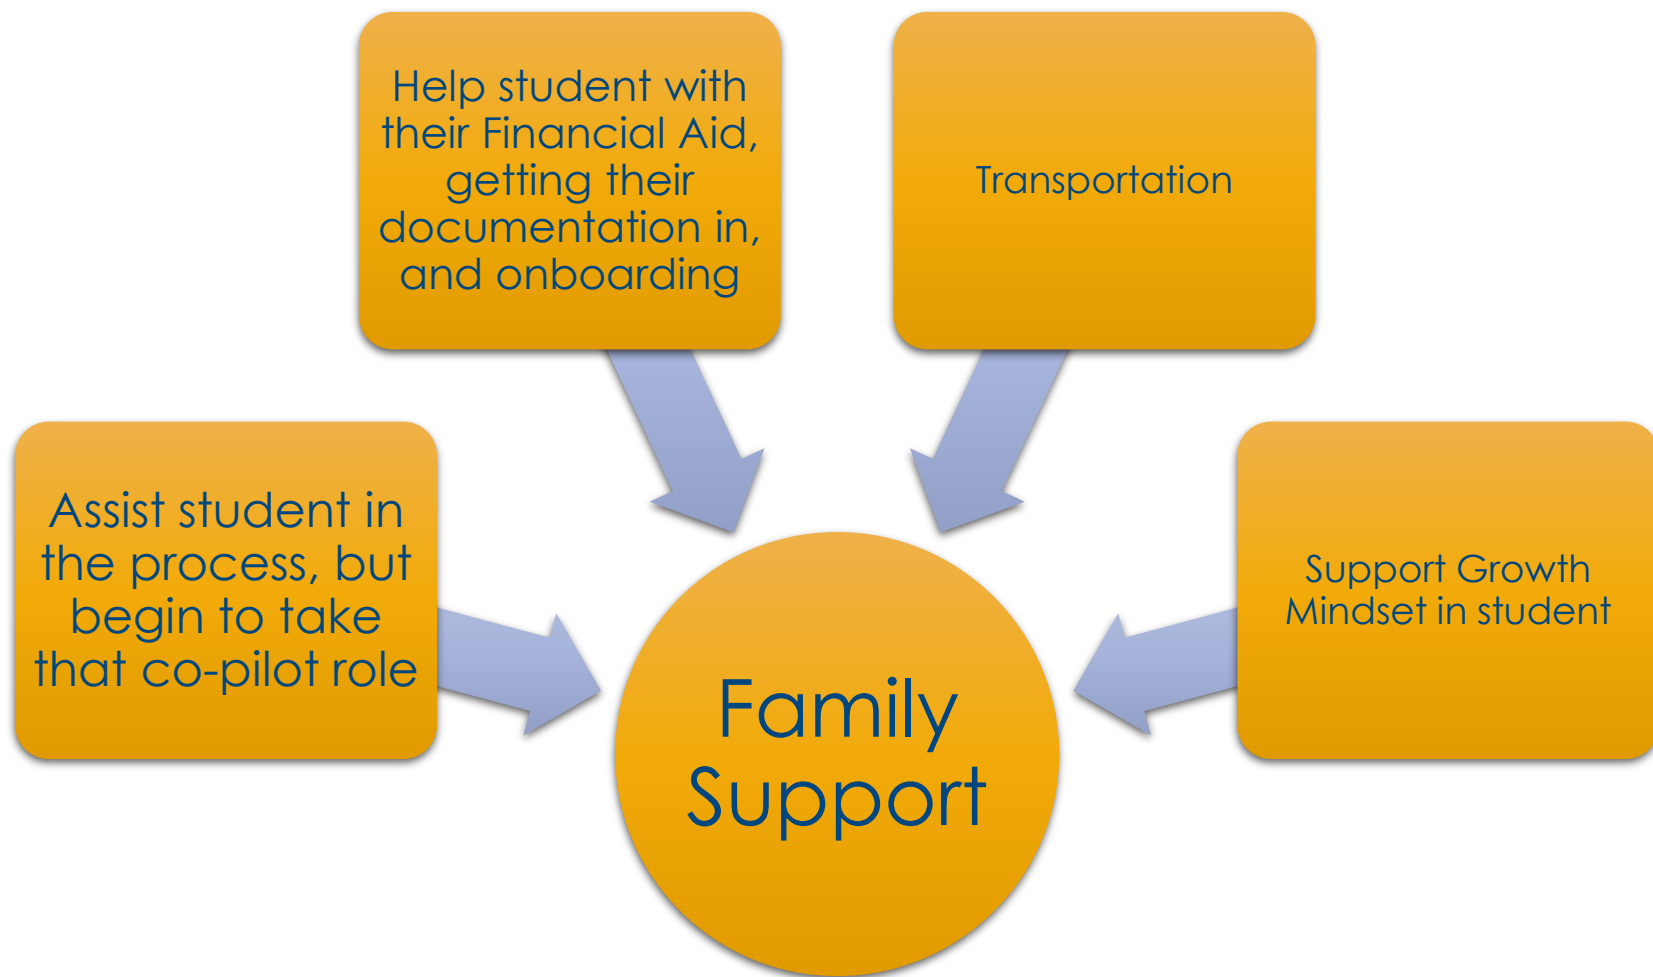 Help student with
their Financial Aid,
getting their
documentation in,
and onboarding
Transportation
Assist student in
the process, but
begin to take
that co-pilot role
Support Growth
Mindset in student
Family
Support